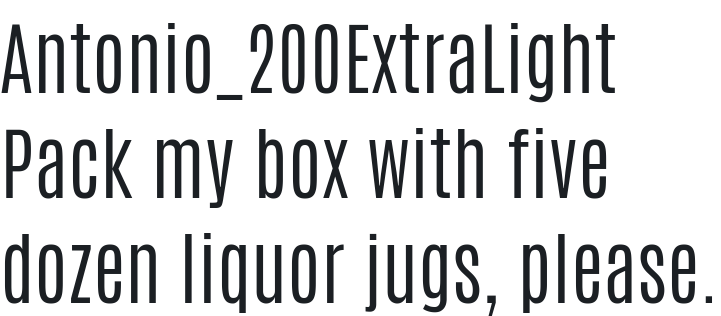 Antonio_200ExtraLight
Pack my box with five
dozen liquor jugs, please.